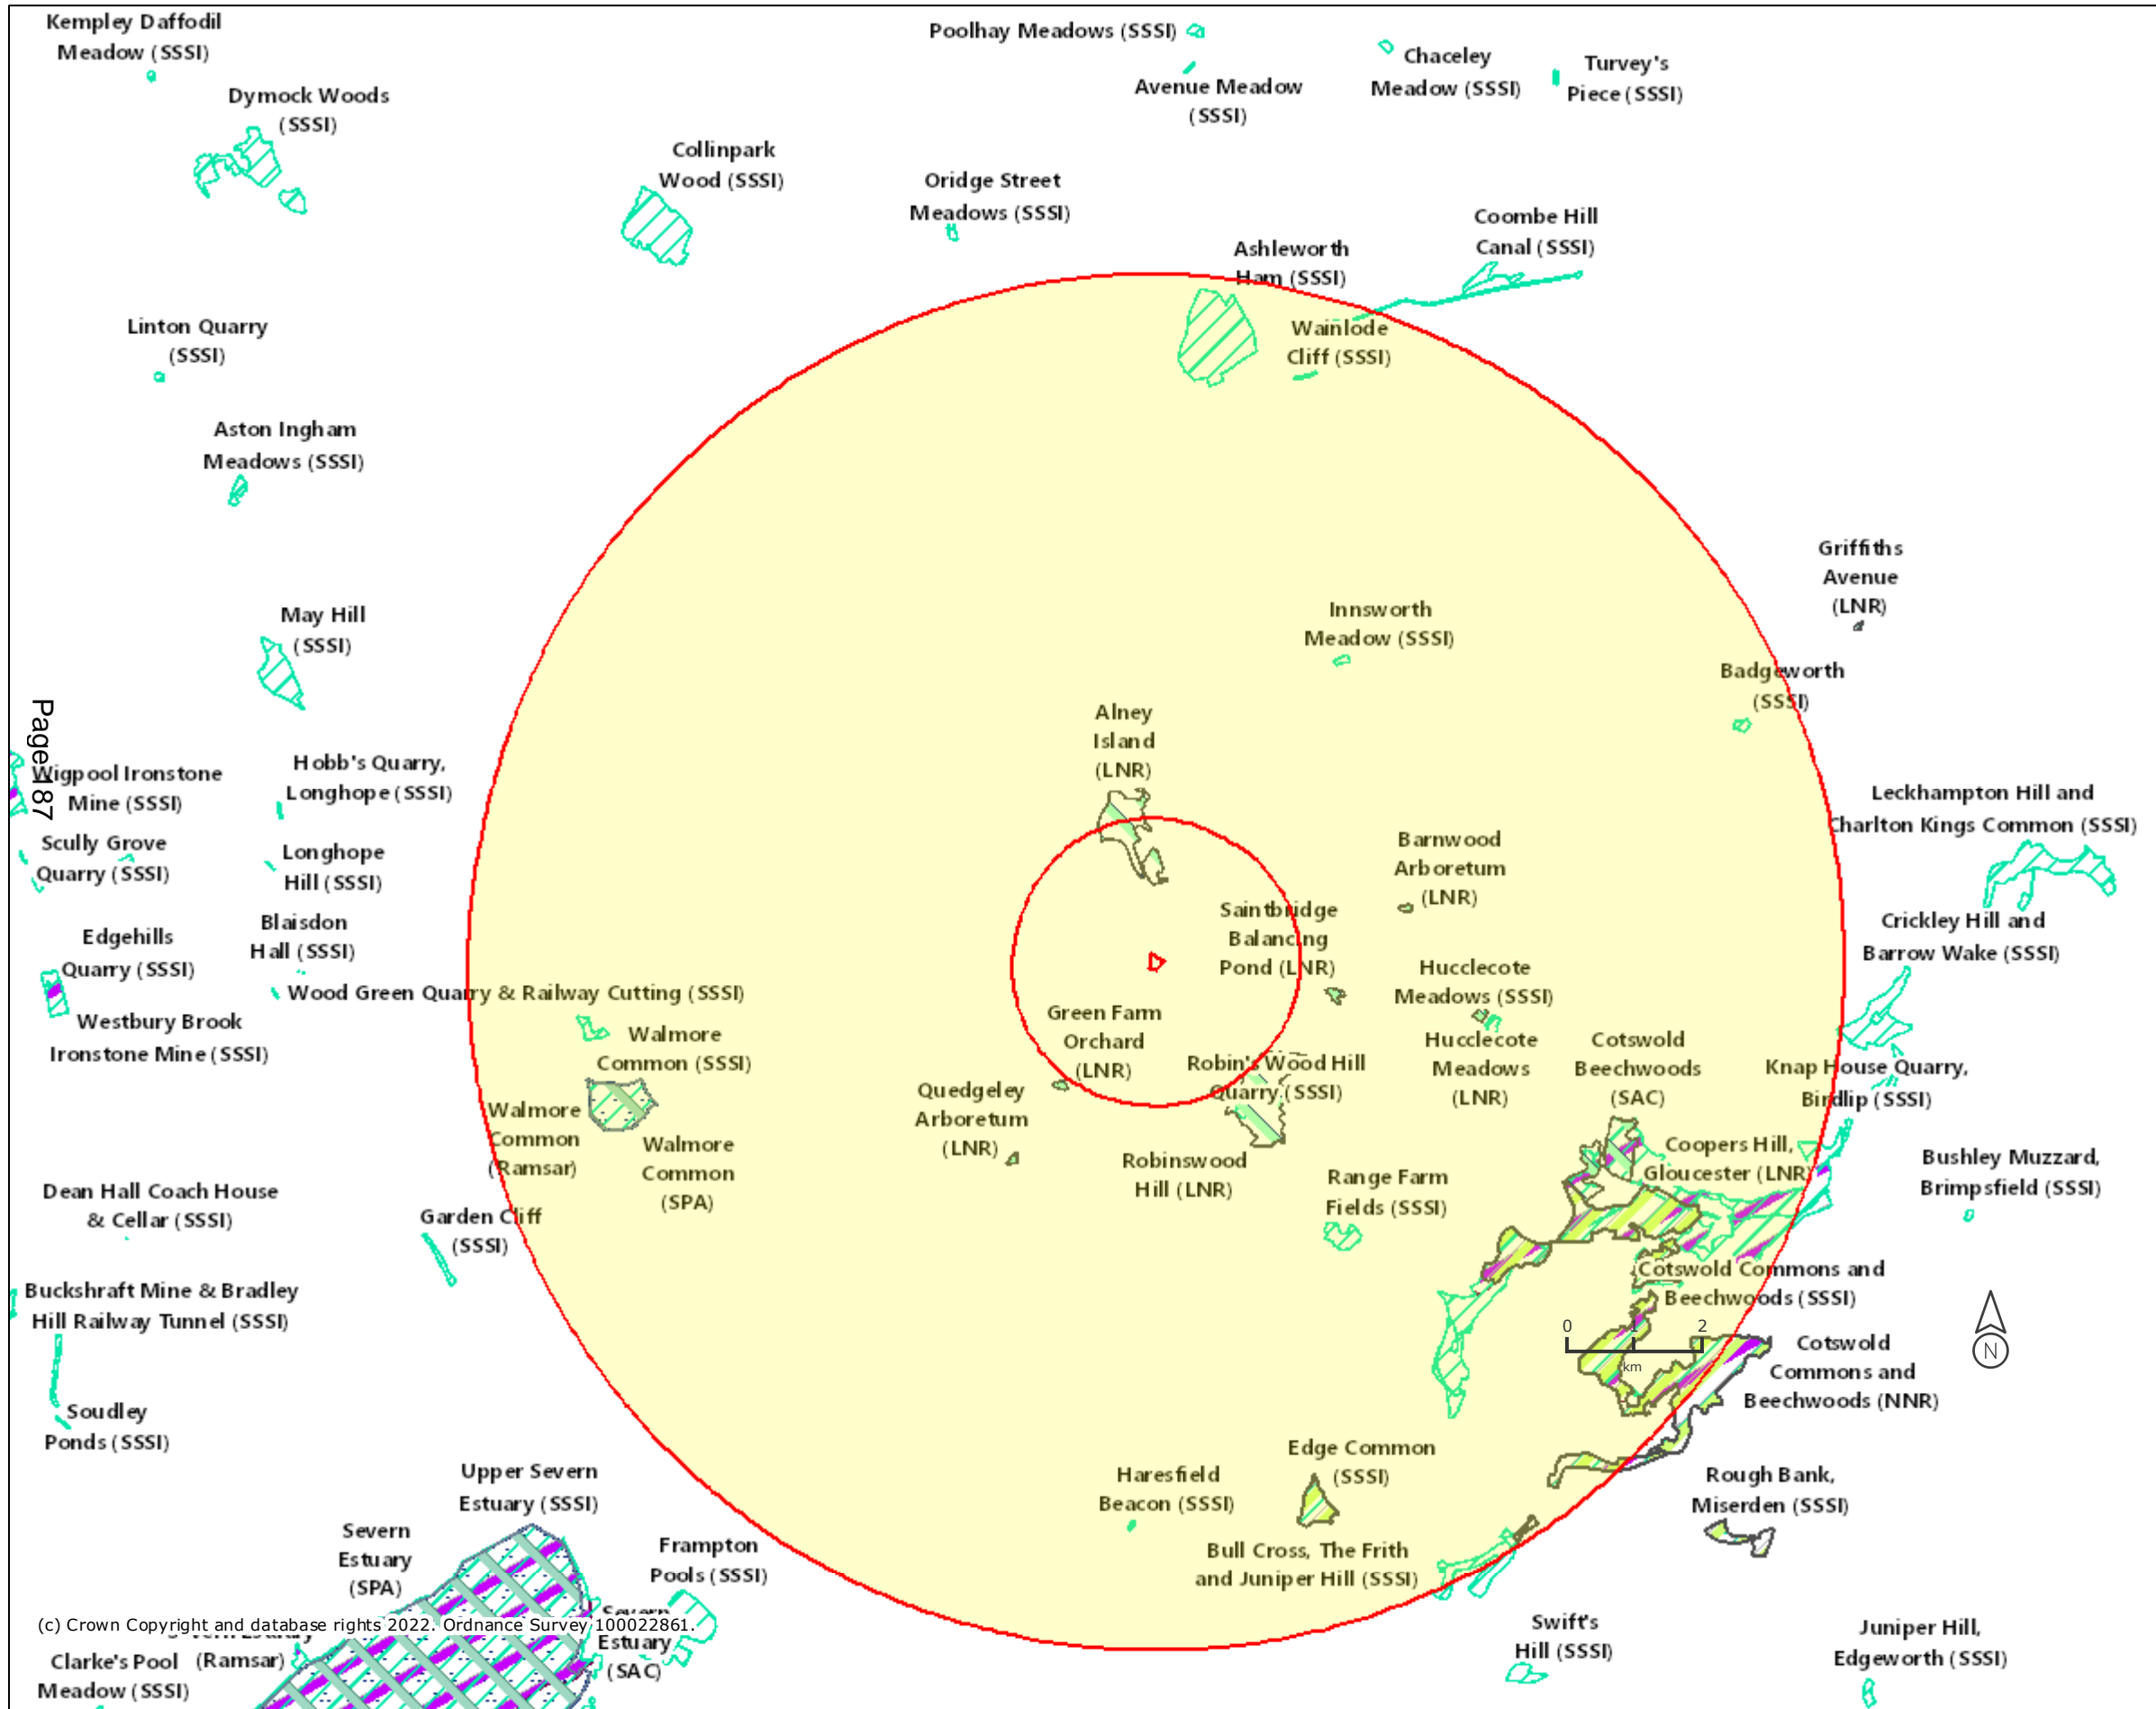 Kempley Daffodil
Meadow (SSSI)
Poolhay Meadows (SSSI)
Chaceley
Meadow (SSSI)
Turvey's
Piece (SSSI)
Avenue Meadow
(SSSI)
Dymock Woods
(SSSI)
Collinpark
Wood (SSSI)
Oridge Street
Meadows (SSSI)
Coombe Hill
Canal (SSSI)
Ashleworth
Ham (SSSI)
Wainlode
Cliff (SSSI)
Linton Quarry
(SSSI)
Aston Ingham
Meadows (SSSI)
Griffiths
Avenue
(LNR)
May Hill
(SSSI)
Innsworth
Meadow (SSSI)
Badgeworth
(SSSI)
Page 187
Alney
Island
(LNR)
Wigpool Ironstone
Mine (SSSI)
Hobb's Quarry,
Longhope (SSSI)
Leckhampton Hill and
Charlton Kings Common (SSSI)
Scully Grove
Quarry (SSSI)
Longhope
Hill (SSSI)
Barnwood
Arboretum
(LNR)
Saintbridge
Balancing
Pond (LNR)
Blaisdon
Hall (SSSI)
Edgehills
Quarry (SSSI)
Crickley Hill and
Barrow Wake (SSSI)
Hucclecote
Meadows (SSSI)
Wood Green Quarry & Railway Cutting (SSSI)
Westbury Brook
Ironstone Mine (SSSI)
Walmore
Common (SSSI)
Green Farm
Orchard
(LNR)
Hucclecote
Meadows
(LNR)
Cotswold
Beechwoods
(SAC)
Robin's Wood Hill
Quarry (SSSI)
Knap House Quarry,
Birdlip (SSSI)
Quedgeley
Arboretum
(LNR)
Walmore
Common
(Ramsar)
Walmore
Common
(SPA)
Robinswood
Hill (LNR)
Coopers Hill,
Gloucester (LNR)
Range Farm
Fields (SSSI)
Bushley Muzzard,
Brimpsfield (SSSI)
Dean Hall Coach House
& Cellar (SSSI)
Garden Cliff
(SSSI)
Cotswold Commons and
Beechwoods (SSSI)
Buckshraft Mine & Bradley
Hill Railway Tunnel (SSSI)
0 1 2
km
N
Cotswold
Commons and
Beechwoods (NNR)
Soudley
Ponds (SSSI)
Edge Common
(SSSI)
Haresfield
Beacon (SSSI)
Rough Bank,
Miserden (SSSI)
Upper Severn
Estuary (SSSI)
Severn
Estuary
(SPA)
Frampton
Pools (SSSI)
Bull Cross, The Frith
and Juniper Hill (SSSI)
Severn
Estuary
(SAC)
(c) Crown Copyright and database rights 2022. Ordnance Survey 100022861.
Severn Estuary
(Ramsar)
Clarke's Pool
Meadow (SSSI)
Swift's
Hill (SSSI)
Juniper Hill,
Edgeworth (SSSI)